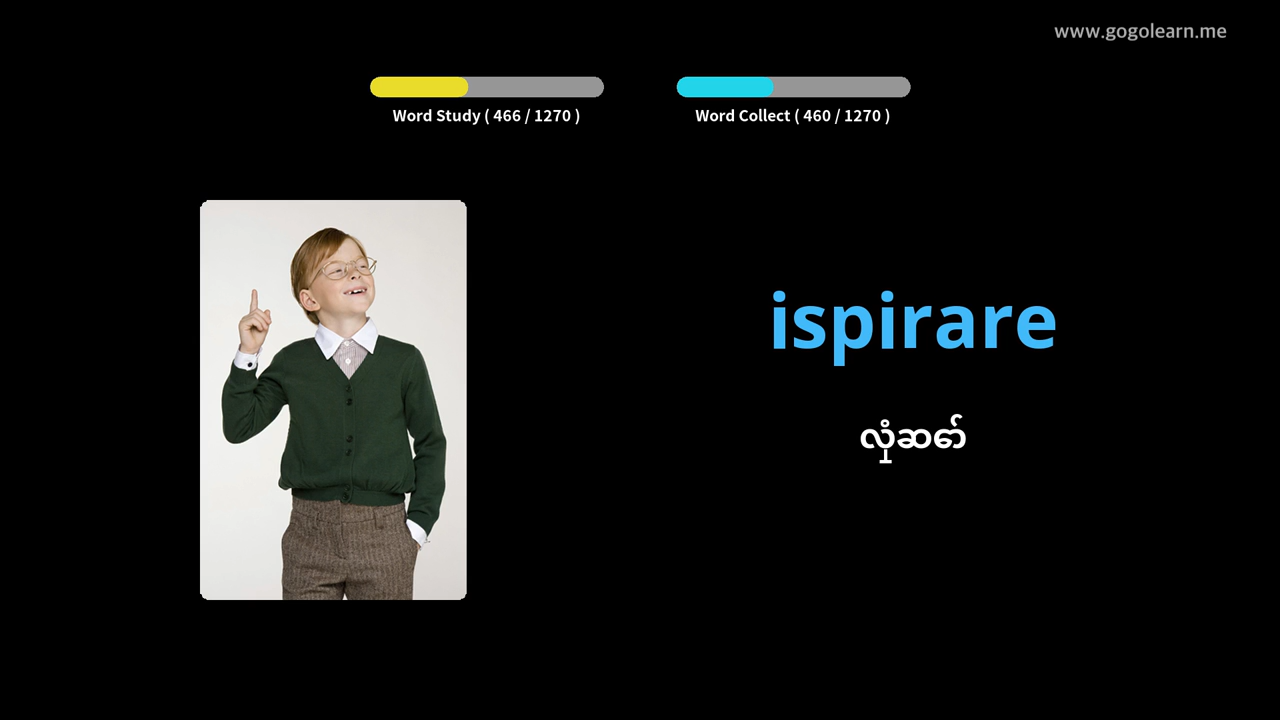 www.gogolearn.me
Word Study ( 466 / 1270 )
Word Collect ( 460 / 1270 )
ispirare
လှုံ့ဆော်